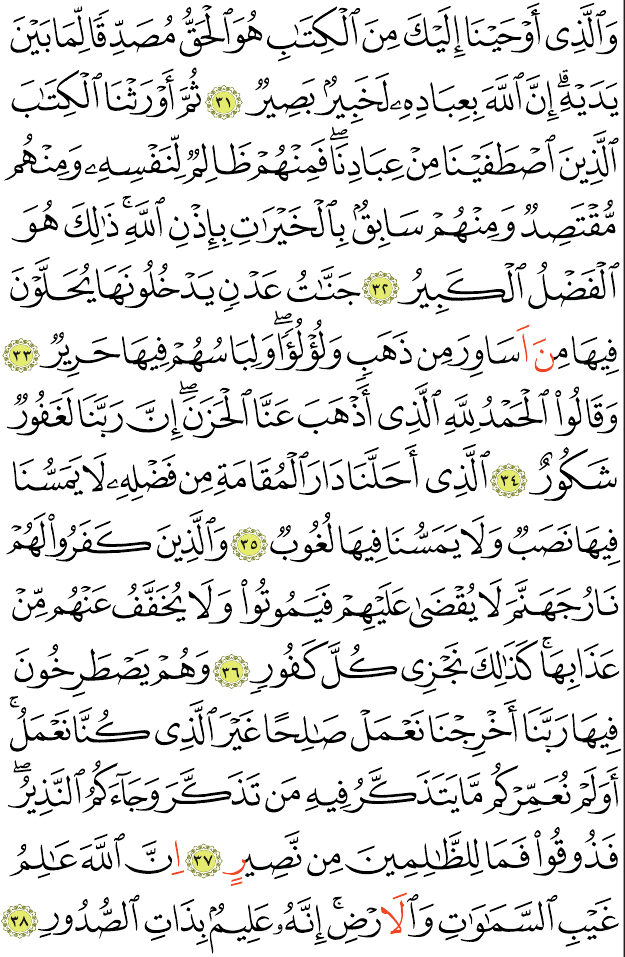 وَٱلَّذِىٓ أَوْحَيْنَآ إِلَيْكَ مِنَ ٱلْكِتَٰبِ هُوَ ٱلْحَقُّ مُصَدِّقًا لِّمَا بَيْنَ
يَدَيْهِ ۗ إِنَّ ٱللَّهَ بِعِبَادِهِۦ لَخَبِيرٌۢ بَصِيرٌ ٣١ ثُمَّ أَوْرَثْنَا ٱلْكِتَٰبَ
ٱلَّذِينَ ٱصْطَفَيْنَا مِنْ عِبَادِنَا ۖ فَمِنْهُمْ ظَالِمٌ لِّنَفْسِهِۦ وَمِنْهُم
مُّقْتَصِدٌ وَمِنْهُمْ سَابِقٌۢ بِٱلْخَيْرَٰتِ بِإِذْنِ ٱللَّهِ ۚ ذَٰلِكَ هُوَ
ٱلْفَضْلُ ٱلْكَبِيرُ ٣٢ جَنَّٰتُ عَدْنٍ يَدْخُلُونَهَا يُحَلَّوْنَ
فِيهَا مِنَ اَسَاوِرَ مِن ذَهَبٍ وَلُؤْلُؤًا ۖ وَلِبَاسُهُمْ فِيهَا حَرِيرٌ ٣٣
وَقَالُوا۟ ٱلْحَمْدُ لِلَّهِ ٱلَّذِىٓ أَذْهَبَ عَنَّا ٱلْحَزَنَ ۖ إِنَّ رَبَّنَا لَغَفُورٌ
شَكُورٌ ٣٤ ٱلَّذِىٓ أَحَلَّنَا دَارَ ٱلْمُقَامَةِ مِن فَضْلِهِۦ لَا يَمَسُّنَا
فِيهَا نَصَبٌ وَلَا يَمَسُّنَا فِيهَا لُغُوبٌ ٣٥ وَٱلَّذِينَ كَفَرُوا۟ لَهُمْ
نَارُ جَهَنَّمَ لَا يُقْضَىٰ عَلَيْهِمْ فَيَمُوتُوا۟ وَلَا يُخَفَّفُ عَنْهُم مِّنْ
عَذَابِهَا ۚ كَذَٰلِكَ نَجْزِى كُلَّ كَفُورٍ ٣٦ وَهُمْ يَصْطَرِخُونَ
فِيهَا رَبَّنَآ أَخْرِجْنَا نَعْمَلْ صَٰلِحًا غَيْرَ ٱلَّذِى كُنَّا نَعْمَلُ ۚ
أَوَلَمْ نُعَمِّرْكُم مَّا يَتَذَكَّرُ فِيهِ مَن تَذَكَّرَ وَجَآءَكُمُ ٱلنَّذِيرُ ۖ
فَذُوقُوا۟ فَمَا لِلظَّٰلِمِينَ مِن نَّصِيرٍ ٣٧ اِنَّ ٱللَّهَ عَٰلِمُ
غَيْبِ ٱلسَّمَٰوَٰتِ وَٱلَارْضِ ۚ إِنَّهُۥ عَلِيمٌۢ بِذَاتِ ٱلصُّدُورِ ٣٨